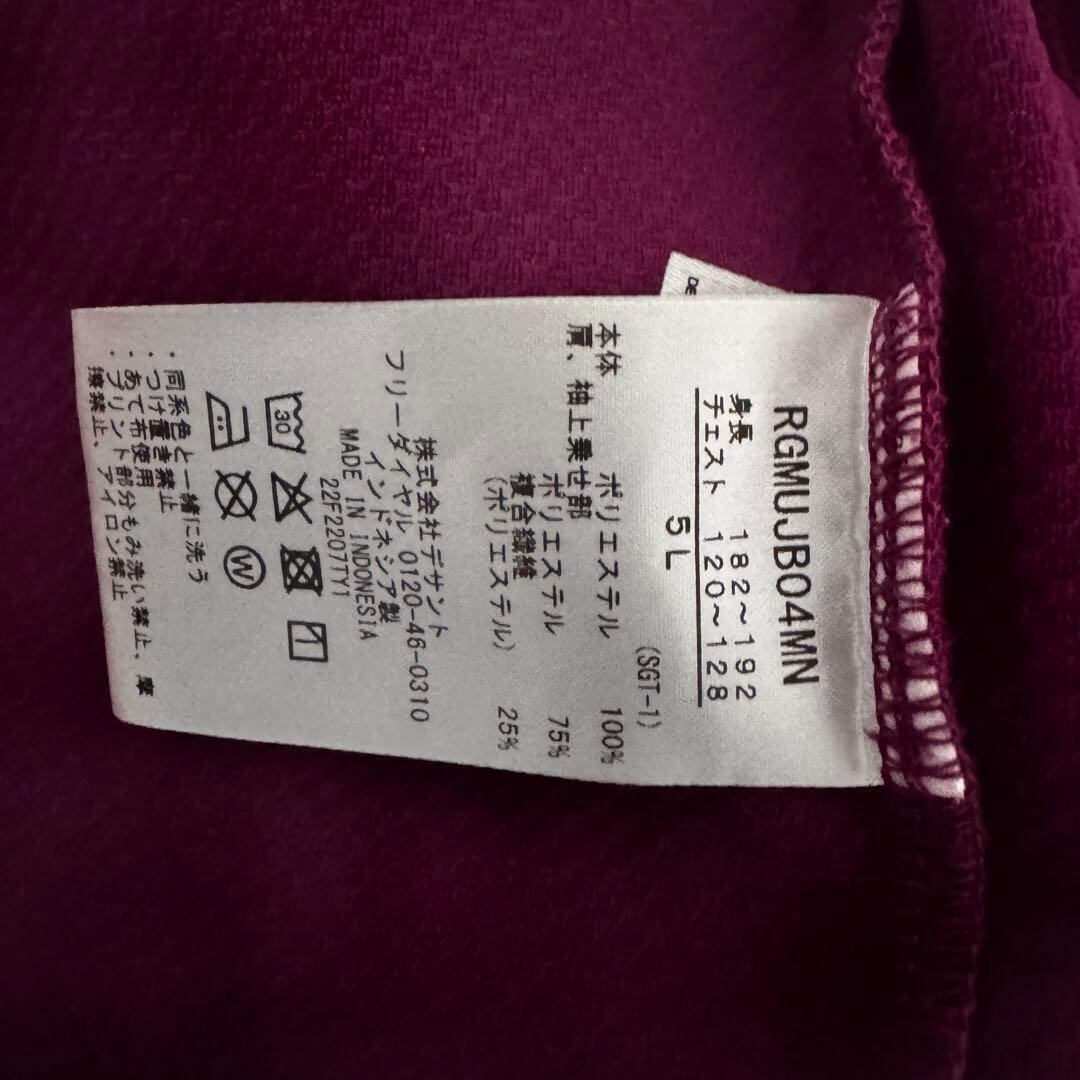 RGMUJB04MN
身長 182~192
チェスト 120~128
5L
(SGT-1)
本体 ポリエステル 100%
肩、袖上乗せ部
ポリエステル 75%
複合繊維
(ポリエステル) 25%
株式会社デサント
フリーダイヤル 0120-46-0310
インドネシア製
MADE IN INDONESIA
22F2207TY1
30
W
・同系色と一緒に洗う
・つけ置き禁止
・あて布使用
・プリント部分もみ洗い禁止、摩
擦禁止、アイロン禁止
DE